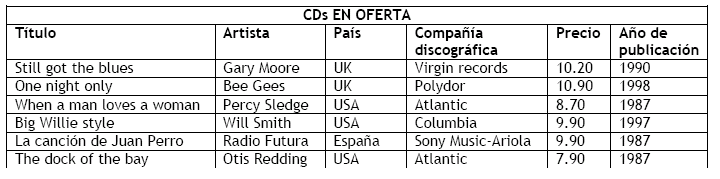 CDs EN OFERTA
Título Artista País Compañía discográfica Precio Año de publicación
Still got the blues Gary Moore UK Virgin records 10.20 1990
One night only Bee Gees UK Polydor 10.90 1998
When a man loves a woman Percy Sledge USA Atlantic 8.70 1987
Big Willie style Will Smith USA Columbia 9.90 1997
La canción de Juan Perro Radio Futura España Sony Music-Ariola 9.90 1987
The dock of the bay Otis Redding USA Atlantic 7.90 1987